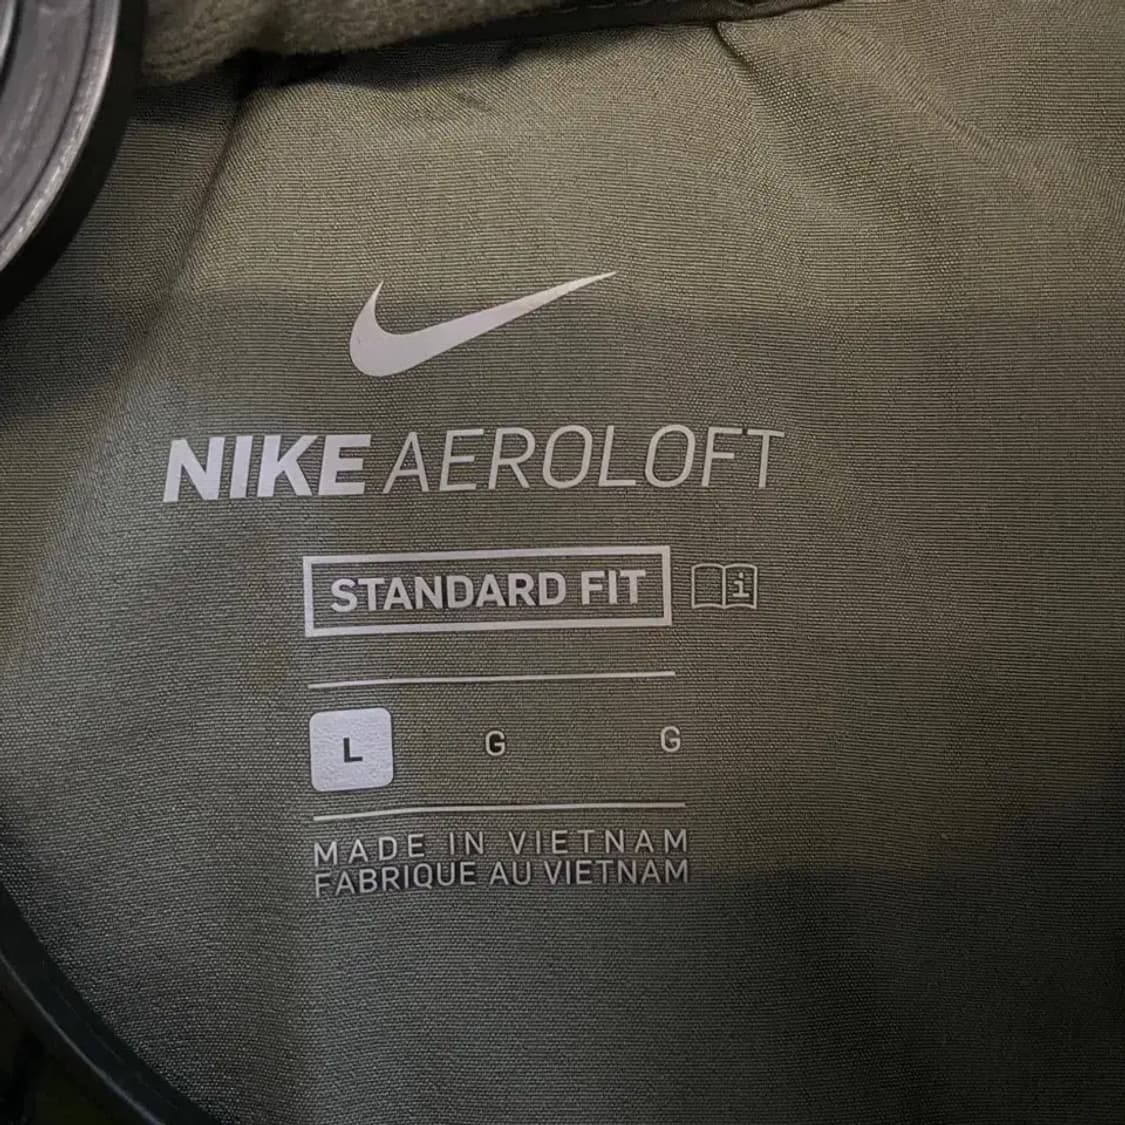 NIKE AEROLOFT
STANDARD FIT i
L G G
MADE IN VIETNAM
FABRIQUE AU VIETNAM